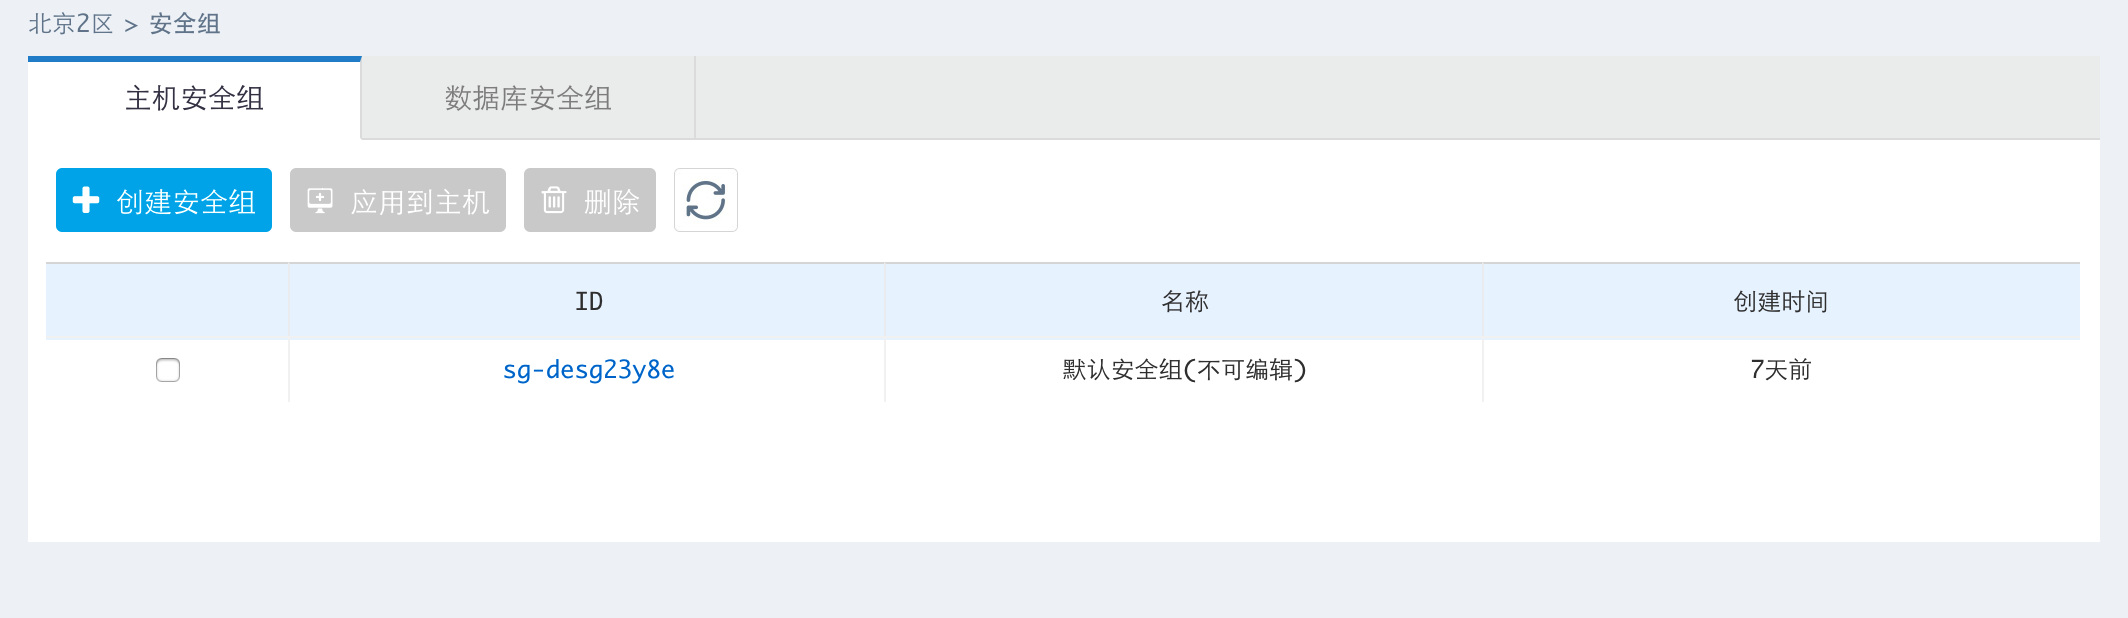 北京2区 > 安全组
主机安全组 数据库安全组
创建安全组 应用到主机 删除
ID 名称 创建时间
sg-desg23y8e 默认安全组(不可编辑) 7天前